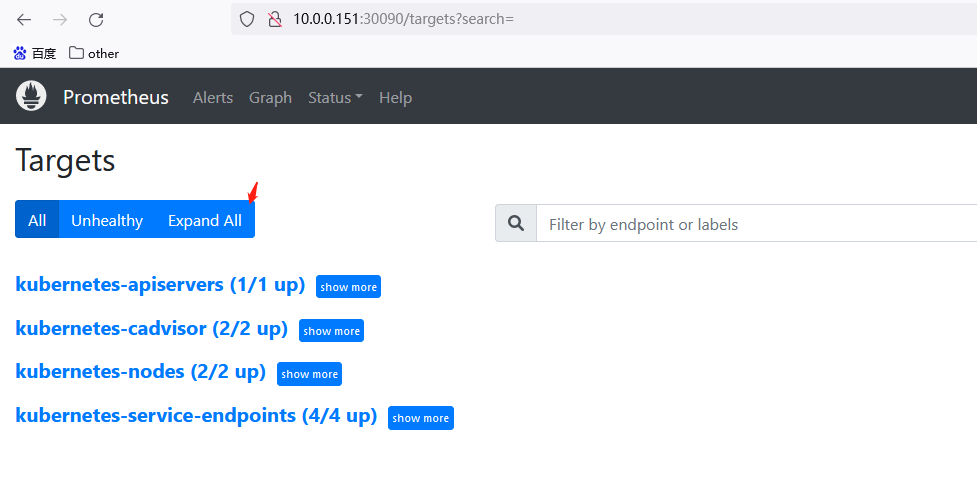 10.0.0.151:30090/targets?search=
百度 other
Prometheus Alerts Graph Status Help
Targets
All Unhealthy Expand All Filter by endpoint or labels
kubernetes-apiservers (1/1 up) show more
kubernetes-cadvisor (2/2 up) show more
kubernetes-nodes (2/2 up) show more
kubernetes-service-endpoints (4/4 up) show more